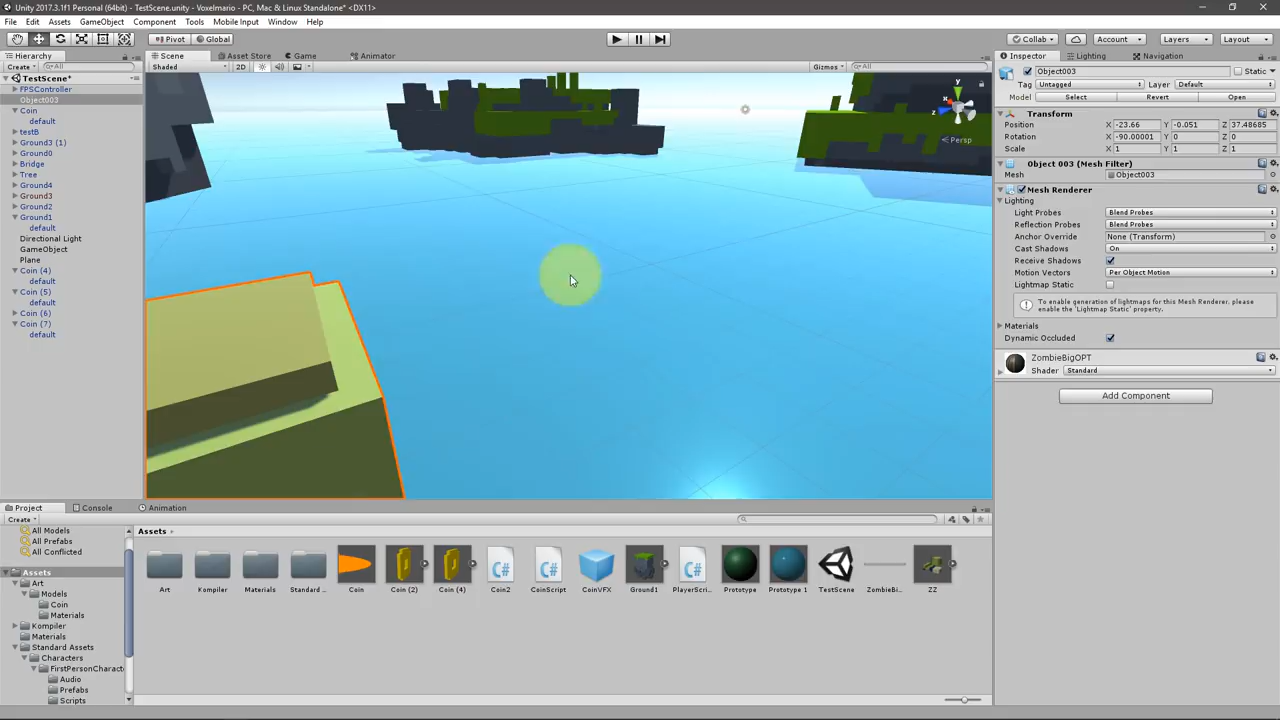 Unity 2017.3.1f1 Personal (64bit) - TestScene.unity - Voxelmario - PC, Mac & Linux Standalone* <DX11>
File Edit Assets GameObject Component Tools Mobile Input Window Help
Pivot Global Collab Account Layers Layout
Hierarchy Scene Asset Store Game Animator Inspector Lighting Navigation
Create All Shaded 2D Gizmos All
Object003 Static
TestScene*
Tag Untagged Layer Default
FPSController
Model Select Revert Open
Object003
Coin
default
testB
Ground3 (1)
Ground0
Bridge
Tree
Ground4
Ground3
Ground2
Ground1
default
Directional Light
GameObject
Plane
Coin (4)
default
Coin (5)
default
Coin (6)
Coin (7)
default
y
x
z
Persp
Transform
Position X -23.66 Y -0.051 Z 37.48685
Rotation X -90.00001 Y 0 Z 0
Scale X 1 Y 1 Z 1
Object 003 (Mesh Filter)
Mesh Object003
Mesh Renderer
Lighting
Light Probes Blend Probes
Reflection Probes Blend Probes
Anchor Override None (Transform)
Cast Shadows On
Receive Shadows
Motion Vectors Per Object Motion
Lightmap Static
To enable generation of lightmaps for this Mesh Renderer, please
enable the 'Lightmap Static' property.
Materials
Dynamic Occluded
ZombieBigOPT
Shader Standard
Add Component
Project Console Animation
Create
All Models
All Prefabs
All Conflicted
Assets
Art
Models
Coin
Materials
Kompiler
Materials
Standard Assets
Characters
FirstPersonCharact
Audio
Prefabs
Scripts
Assets
Art Kompiler Materials Standard ... Coin Coin (2) Coin (4) Coin2 CoinScript CoinVFX Ground1 PlayerScri... Prototype Prototype 1 TestScene ZombieBi... ZZ